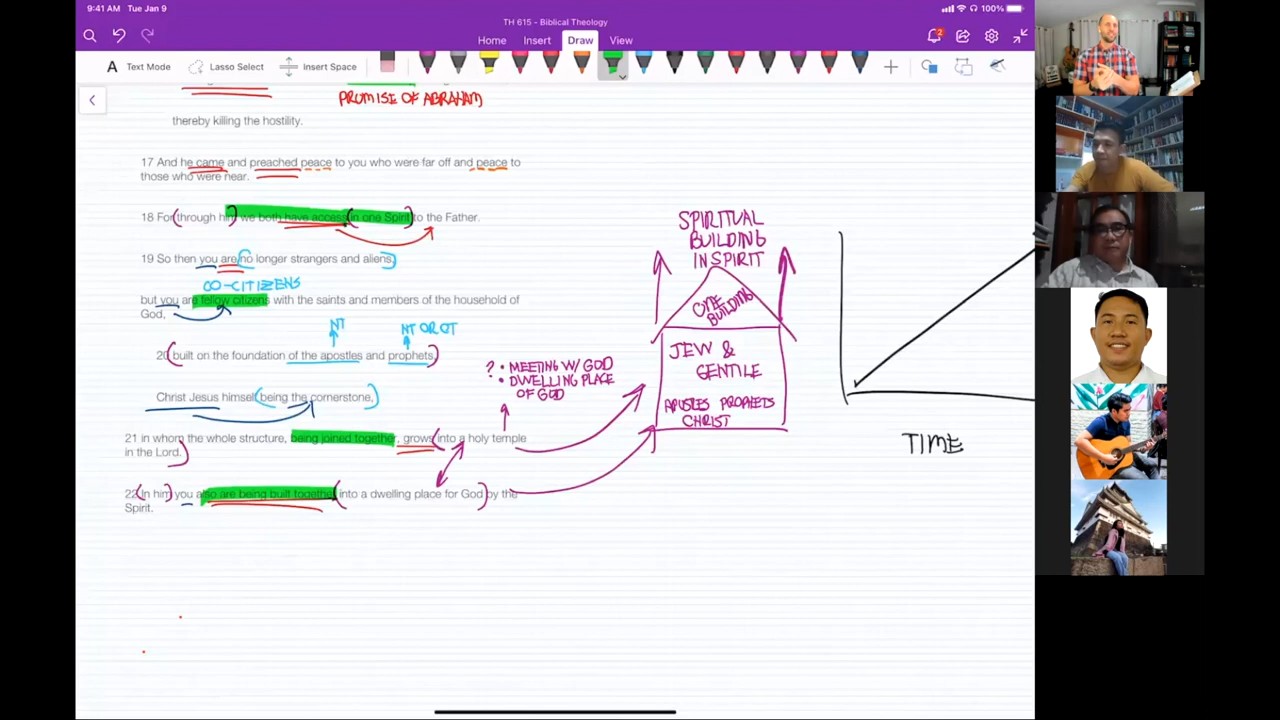 9:41 AM Tue Jan 9
100%
TH 615 - Biblical Theology
Home Insert Draw View
2
Text Mode Lasso Select Insert Space
PROMISE OF ABRAHAM
thereby killing the hostility.
17 And he came and preached peace to you who were far off and peace to
those who were near.
18 For through him we both have access in one Spirit to the Father.
19 So then you are no longer strangers and aliens,
CO-CITIZENS
but you are fellow citizens with the saints and members of the household of
God,
NT NT OR OT
20 built on the foundation of the apostles and prophets,
Christ Jesus himself being the cornerstone,
21 in whom the whole structure, being joined together, grows into a holy temple
in the Lord.
22 In him you also are being built together into a dwelling place for God by the
Spirit.
? • MEETING W/ GOD
• DWELLING PLACE
OF GOD
SPIRITUAL
BUILDING
IN SPIRIT
ONE
BUILDING
JEW &
GENTILE
APOSTLES PROPHETS
CHRIST
TIME